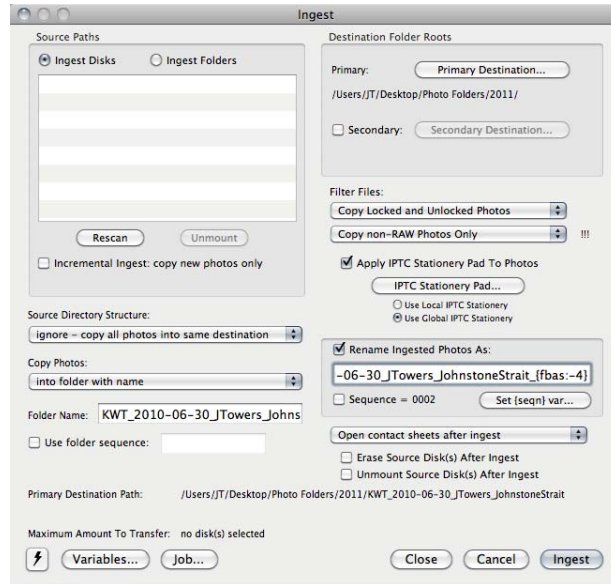 Ingest
Source Paths
Ingest Disks
Ingest Folders
Rescan
Unmount
Incremental Ingest: copy new photos only
Source Directory Structure:
ignore - copy all photos into same destination
Copy Photos:
into folder with name
Folder Name: KWT_2010-06-30_JTowers_Johns
Use folder sequence:
Destination Folder Roots
Primary: Primary Destination...
/Users/JT/Desktop/Photo Folders/2011/
Secondary: Secondary Destination...
Filter Files:
Copy Locked and Unlocked Photos
Copy non-RAW Photos Only !!!
Apply IPTC Stationery Pad To Photos
IPTC Stationery Pad...
Use Local IPTC Stationery
Use Global IPTC Stationery
Rename Ingested Photos As:
-06-30_JTowers_JohnstoneStrait_{fbas:-4}
Sequence = 0002 Set {seqn} var...
Open contact sheets after ingest
Erase Source Disk(s) After Ingest
Unmount Source Disk(s) After Ingest
Primary Destination Path: /Users/JT/Desktop/Photo Folders/2011/KWT_2010-06-30_JTowers_JohnstoneStrait
Maximum Amount To Transfer: no disk(s) selected
Variables... Job... Close Cancel Ingest